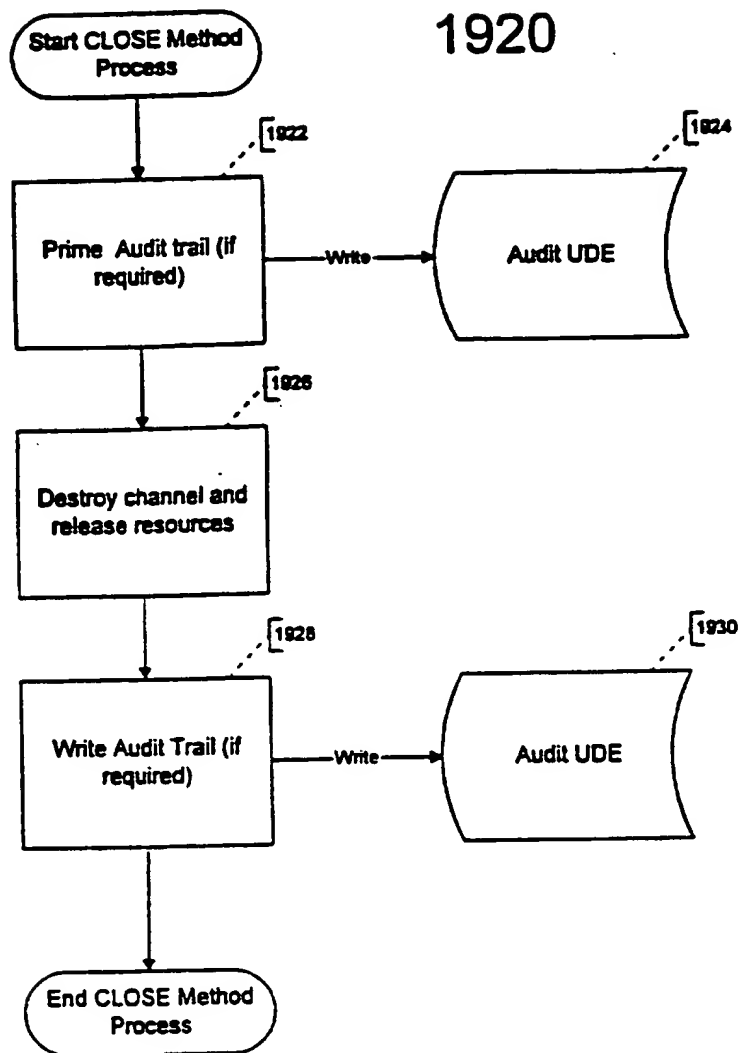 1920
Start CLOSE Method
Process
1922
1924
Prime Audit trail (if
required)
Write
Audit UDE
1926
Destroy channel and
release resources
1928
1930
Write Audit Trail (if
required)
Write
Audit UDE
End CLOSE Method
Process